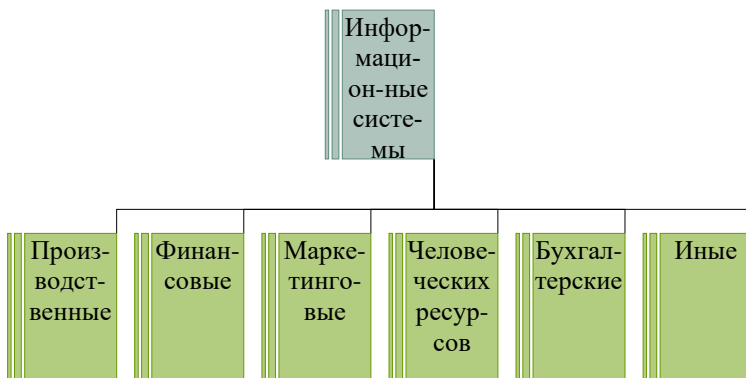 Инфор-
маци-
он-ные
систе-
мы
Произ-
водст-
венные
Финан-
совые
Марке-
тинго-
вые
Челове-
ческих
ресур-
сов
Бухгал-
терские
Иные